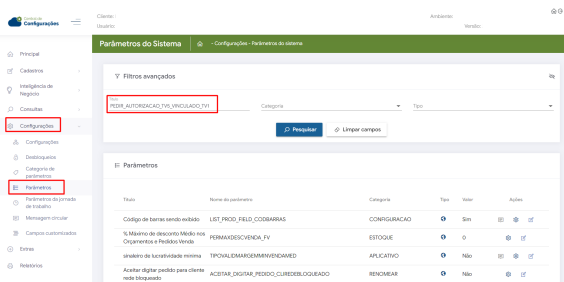 Central de
Configurações
Cliente:
Usuário:
Ambiente:
Versão:
Parâmetros do Sistema
- Configurações - Parâmetros do sistema
Principal
Cadastros
Inteligência de
Negócio
Consultas
Configurações
Configurações
Desbloqueios
Categoria de
parâmetros
Parâmetros
Parâmetros da jornada
de trabalho
Mensagem circular
Campos customizados
Extras
Relatórios
Filtros avançados
PEDIR_AUTORIZACAO_TV5_VINCULADO_TV1
Categoria
Tipo
Pesquisar
Limpar campos
Parâmetros
Título Nome do parâmetro Categoria Tipo Valor Ações
Código de barras sendo exibido LIST_PROD_FIELD_CODBARRAS CONFIGURACAO Sim
% Máximo de desconto Médio nos
Orçamentos e Pedidos Venda
PERMAXDESCVENDA_FV ESTOQUE 0
sinaleiro de lucratividade minima TIPOVALIDMARGEMMINVENDAMED APLICATIVO Não
Aceitar digitar pedido para cliente
rede bloqueado
ACEITAR_DIGITAR_PEDIDO_CLIREDEBLOQUEADO RENOMEAR Não